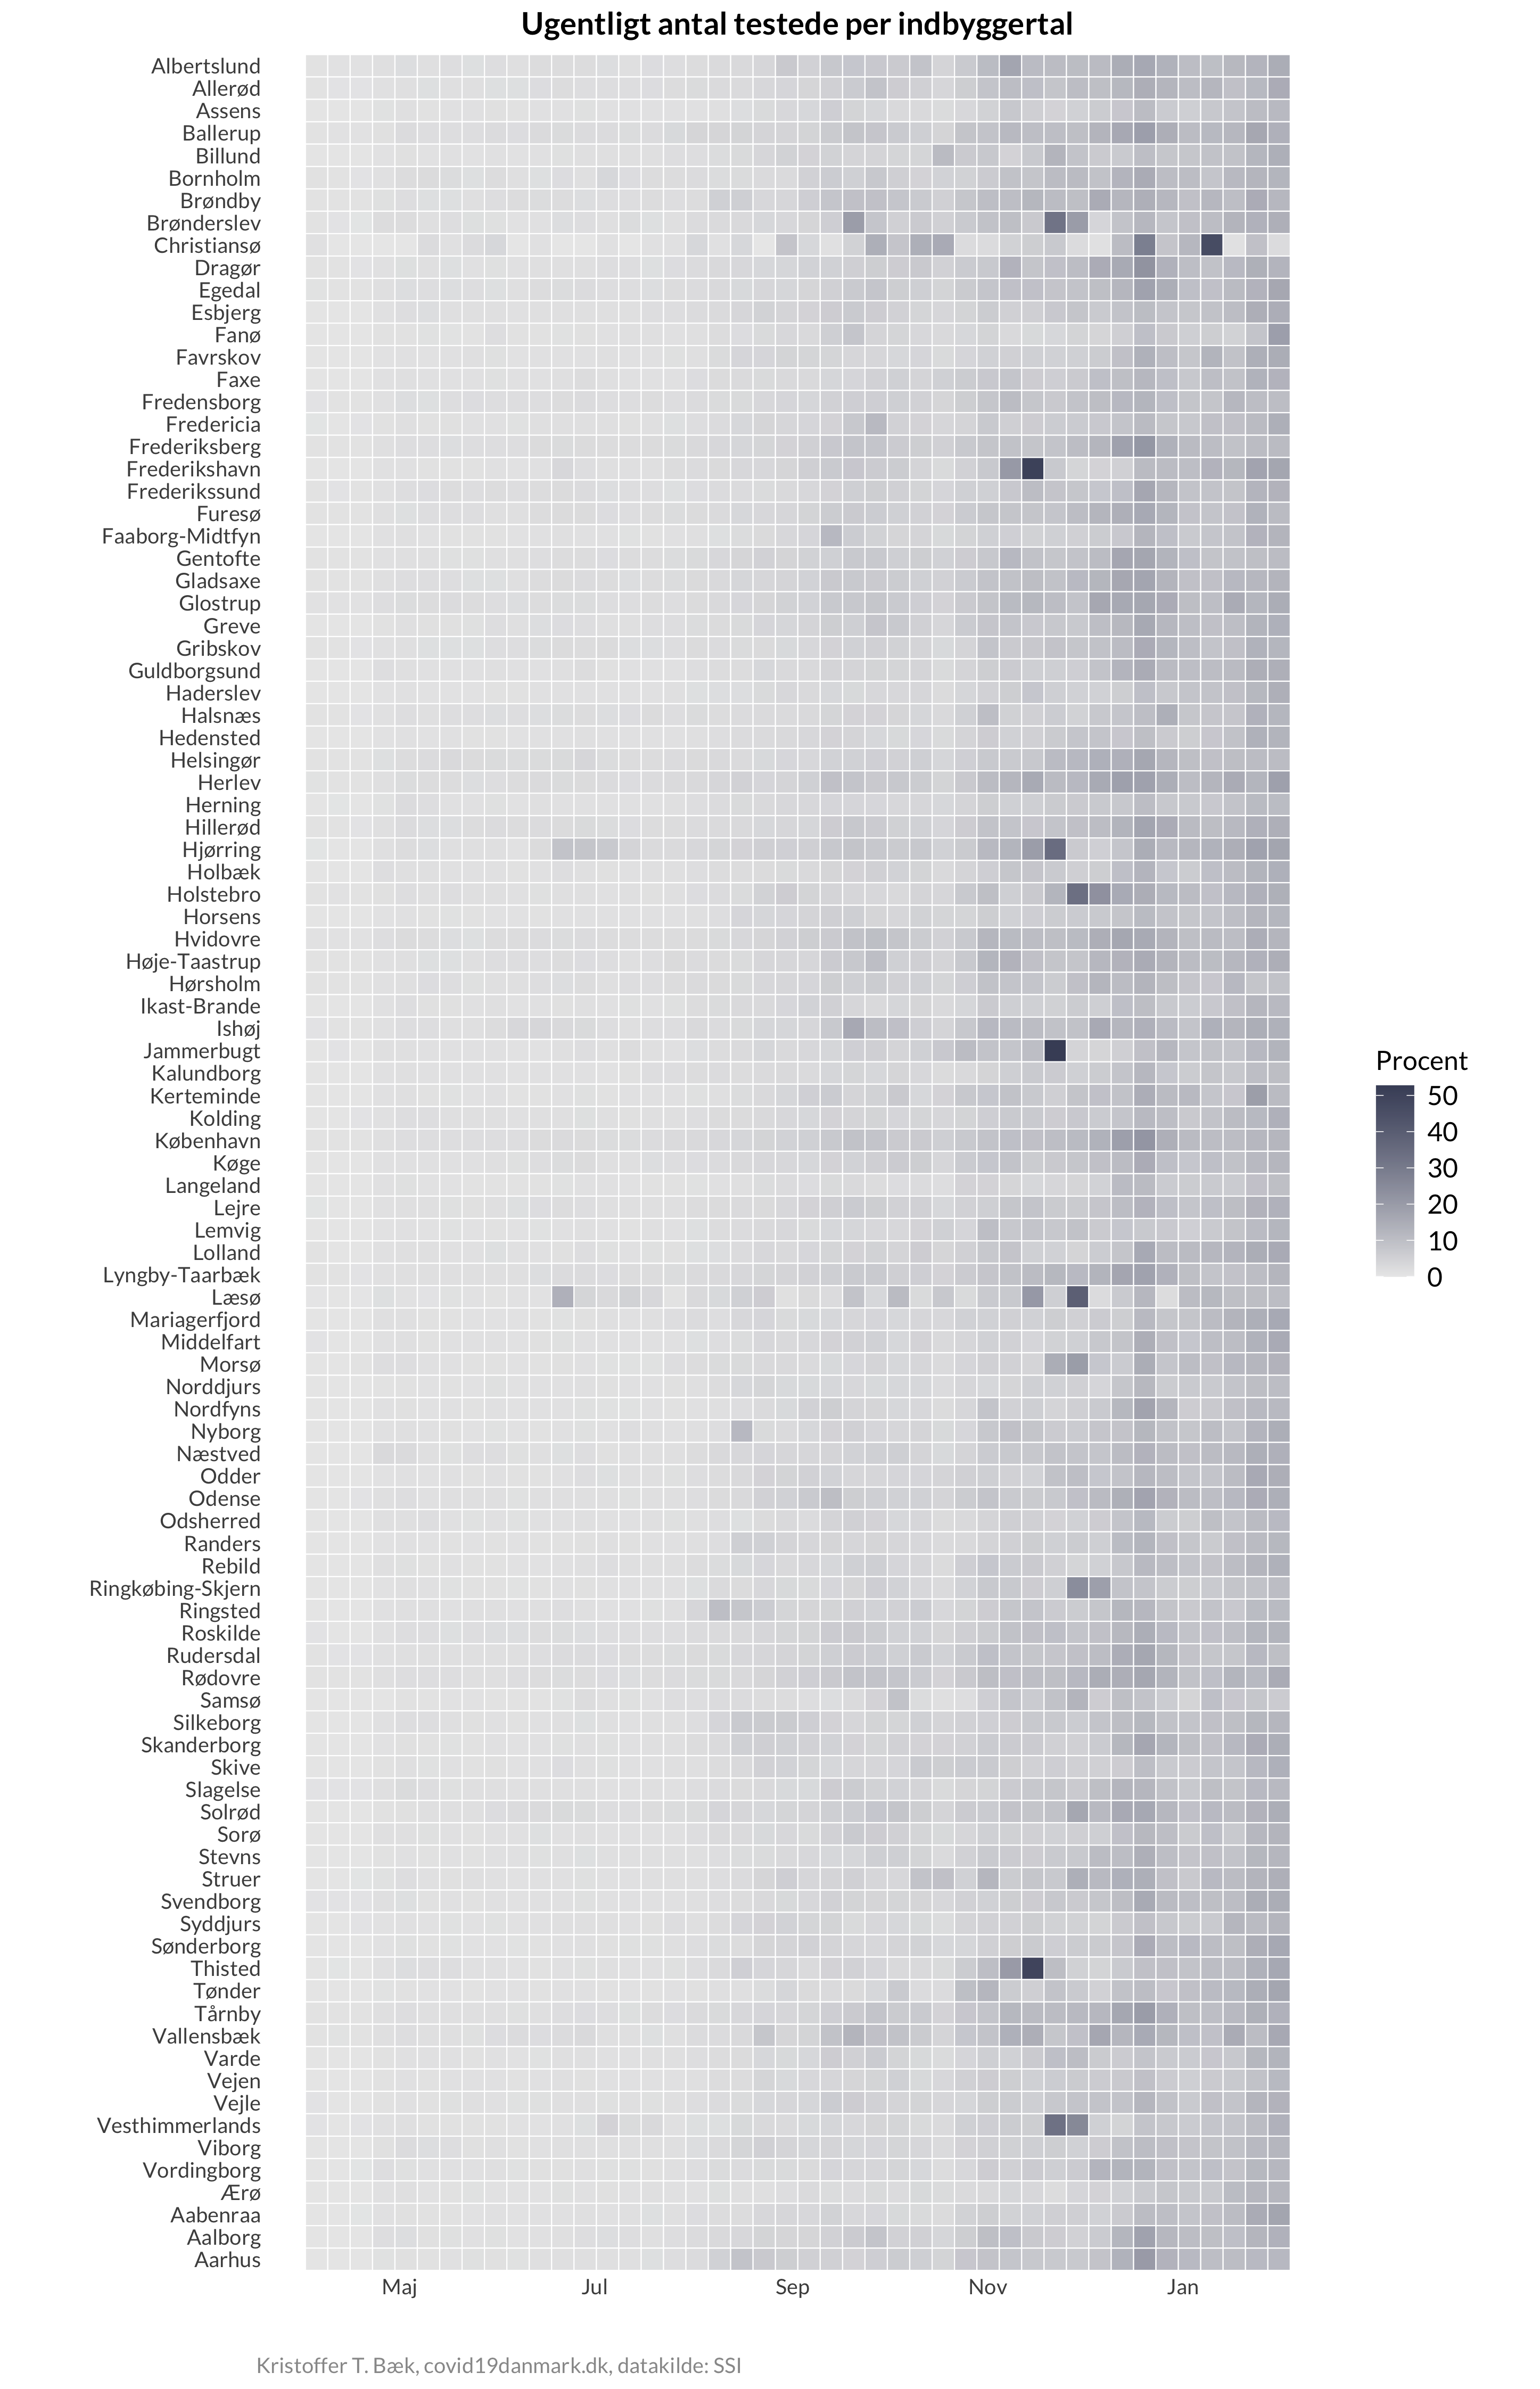 Ugentligt antal testede per indbyggertal
Albertslund
Allerød
Assens
Ballerup
Billund
Bornholm
Brøndby
Brønderslev
Christiansø
Dragør
Egedal
Esbjerg
Fanø
Favrskov
Faxe
Fredensborg
Fredericia
Frederiksberg
Frederikshavn
Frederikssund
Furesø
Faaborg-Midtfyn
Gentofte
Gladsaxe
Glostrup
Greve
Gribskov
Guldborgsund
Haderslev
Halsnæs
Hedensted
Helsingør
Herlev
Herning
Hillerød
Hjørring
Holbæk
Holstebro
Horsens
Hvidovre
Høje-Taastrup
Hørsholm
Ikast-Brande
Ishøj
Jammerbugt
Kalundborg
Kerteminde
Kolding
København
Køge
Langeland
Lejre
Lemvig
Lolland
Lyngby-Taarbæk
Læsø
Mariagerfjord
Middelfart
Morsø
Norddjurs
Nordfyns
Nyborg
Næstved
Odder
Odense
Odsherred
Randers
Rebild
Ringkøbing-Skjern
Ringsted
Roskilde
Rudersdal
Rødovre
Samsø
Silkeborg
Skanderborg
Skive
Slagelse
Solrød
Sorø
Stevns
Struer
Svendborg
Syddjurs
Sønderborg
Thisted
Tønder
Tårnby
Vallensbæk
Varde
Vejen
Vejle
Vesthimmerlands
Viborg
Vordingborg
Ærø
Aabenraa
Aalborg
Aarhus
Maj Jul Sep Nov Jan
Procent
50
40
30
20
10
0
Kristoffer T. Bæk, covid19danmark.dk, datakilde: SSI